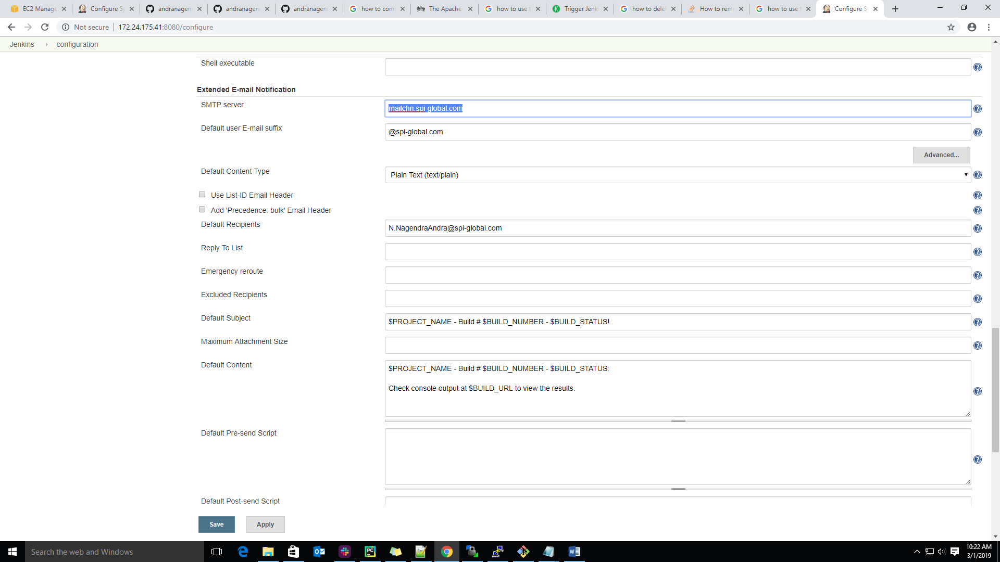 EC2 Manage
Configure Sy
andranagen
andranagen
andranagen
how to com
The Apache
how to use t
Trigger Jenki
how to delet
How to remo
how to use t
Configure Sy
Not secure
172.24.175.41:8080/configure
Jenkins
configuration
Shell executable
Extended E-mail Notification
SMTP server
mailchn.spi-global.com
Default user E-mail suffix
@spi-global.com
Advanced...
Default Content Type
Plain Text (text/plain)
Use List-ID Email Header
Add 'Precedence: bulk' Email Header
Default Recipients
N.NagendraAndra@spi-global.com
Reply To List
Emergency reroute
Excluded Recipients
Default Subject
$PROJECT_NAME - Build # $BUILD_NUMBER - $BUILD_STATUS!
Maximum Attachment Size
Default Content
$PROJECT_NAME - Build # $BUILD_NUMBER - $BUILD_STATUS:
Check console output at $BUILD_URL to view the results.
Default Pre-send Script
Default Post-send Script
Save
Apply
Search the web and Windows
10:22 AM
3/1/2019